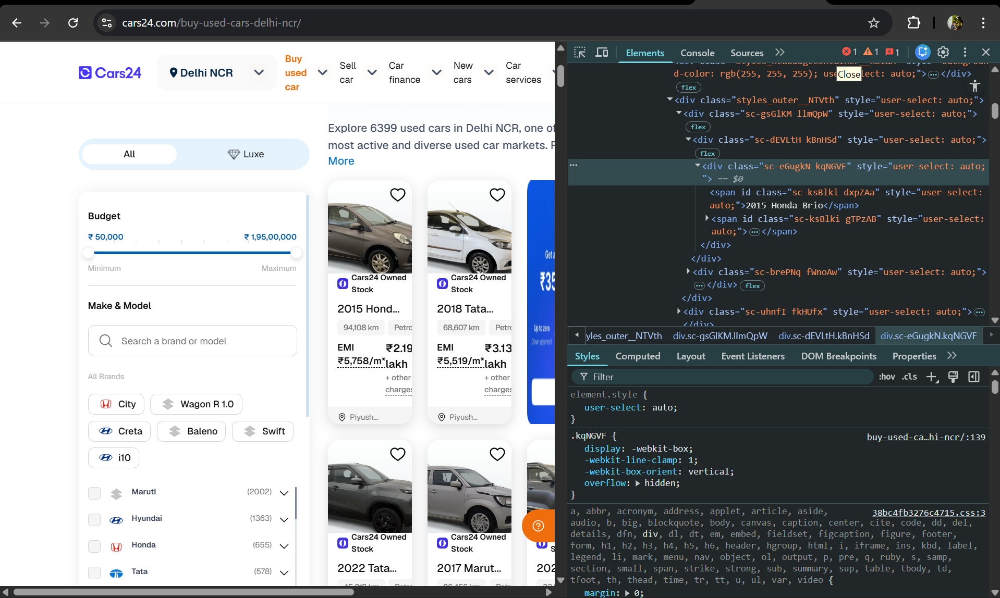 cars24.com/buy-used-cars-delhi-ncr/
Cars24
Delhi NCR
Buy used car
Sell car
Car finance
New cars
Car services
Explore 6399 used cars in Delhi NCR, one of
most active and diverse used car markets.
More
All
Luxe
Budget
₹ 50,000
₹ 1,95,00,000
Minimum
Maximum
Make & Model
Search a brand or model
All Brands
City
Wagon R 1.0
Creta
Baleno
Swift
i10
Maruti (2002)
Hyundai (1363)
Honda (655)
Tata (578)
Cars24 Owned Stock
2015 Hond...
94,108 km
Petro
EMI
₹5,758/m*
₹2.19 lakh
+ other charges
Piyush...
Cars24 Owned Stock
2018 Tata...
68,607 km
Petro
EMI
₹5,519/m*
₹3.13 lakh
+ other charges
Piyush...
Get a
₹35
Up to zero
Down payment
Cars24 Owned Stock
2022 Tata...
Cars24 Owned Stock
2017 Marut...
202
Elements
Console
Sources
1
1
1
Close
d-color: rgb(255, 255, 255); use lect: auto;">…</div>
flex
<div class="styles_outer__NTVth" style="user-select: auto;">
<div class="sc-gsGlKM llmQpW" style="user-select: auto;">
flex
<div class="sc-dEVLtH kBnHSd" style="user-select: auto;">
flex
<div class="sc-eGugkN kqNGVF" style="user-select: auto;
"> == $0
<span id class="sc-ksBlki dxpZAa" style="user-select:
auto;">2015 Honda Brio</span>
<span id class="sc-ksBlki gTPzAB" style="user-select:
auto;">…</span>
</div>
</div>
<div class="sc-brePNq fWnoAw" style="user-select: auto;">
…</div> flex
</div>
<div class="sc-uhnfI fkHUfx" style="user-select: auto;">…
</div>
yles_outer__NTVth div.sc-gsGlKM.llmQpW div.sc-dEVLtH.kBnHSd div.sc-eGugkN.kqNGVF
Styles
Computed
Layout
Event Listeners
DOM Breakpoints
Properties
Filter
:hov .cls
element.style {
user-select: auto;
}
.kqNGVF {
buy-used-ca…hi-ncr/:139
display: -webkit-box;
-webkit-line-clamp: 1;
-webkit-box-orient: vertical;
overflow: hidden;
}
a, abbr, acronym, address, applet, article, aside,
38bc4fb3276c4715.css:3
audio, b, big, blockquote, body, canvas, caption, center, cite, code, dd, del,
details, dfn, div, dl, dt, em, embed, fieldset, figcaption, figure, footer,
form, h1, h2, h3, h4, h5, h6, header, hgroup, html, i, iframe, ins, kbd, label,
legend, li, mark, menu, nav, object, ol, output, p, pre, q, ruby, s, samp,
section, small, span, strike, strong, sub, summary, sup, table, tbody, td,
tfoot, th, thead, time, tr, tt, u, ul, var, video {
margin: 0;